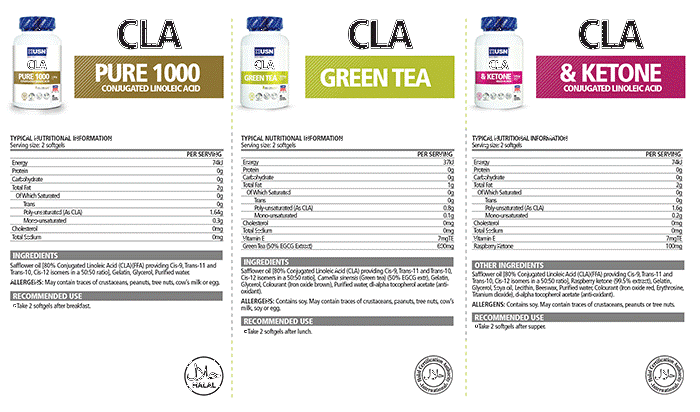 CLA
PURE 1000
CONJUGATED LINOLEIC ACID
USN
CLA
PURE 1000
TYPICAL NUTRITIONAL INFORMATION
Serving size: 2 softgels
PER SERVING
Energy 74kJ
Protein 0g
Carbohydrate 0g
Total Fat 2g
Of Which Saturated 0g
Trans 0g
Poly-unsaturated (As CLA) 1.64g
Mono-unsaturated 0.3g
Cholesterol 0mg
Total Sodium 0mg
INGREDIENTS
Safflower oil [80% Conjugated Linoleic Acid (CLA)(FFA) providing Cis-9, Trans-11 and
Trans-10, Cis-12 isomers in a 50:50 ratio], Gelatin, Glycerol, Purified water.
ALLERGENS: May contain traces of crustaceans, peanuts, tree nuts, cow's milk or egg.
RECOMMENDED USE
Take 2 softgels after breakfast.
HALAL
CLA
GREEN TEA
USN
CLA
GREEN TEA
TYPICAL NUTRITIONAL INFORMATION
Serving size: 2 softgels
PER SERVING
Energy 37kJ
Protein 0g
Carbohydrate 0g
Total Fat 1g
Of Which Saturated 0g
Trans 0g
Poly-unsaturated (As CLA) 0.8g
Mono-unsaturated 0.1g
Cholesterol 0mg
Total Sodium 0mg
Vitamin E 7mgTE
Green Tea (50% EGCG Extract) 600mg
INGREDIENTS
Safflower oil [80% Conjugated Linoleic Acid (CLA) providing Cis-9, Trans-11 and Trans-10,
Cis-12 isomers in a 50:50 ratio], Camellia sinensis (Green Tea) (50% EGCG extr), Gelatin,
Glycerol, Colourant (Iron oxide brown), Purified water, dl-alpha tocopherol acetate (anti-
oxidant).
ALLERGENS: Contains soy. May contain traces of crustaceans, peanuts, tree nuts, cow's
milk, soy or egg.
RECOMMENDED USE
Take 2 softgels after lunch.
CLA
& KETONE
CONJUGATED LINOLEIC ACID
USN
CLA
& KETONE
TYPICAL NUTRITIONAL INFORMATION
Serving size: 2 softgels
PER SERVING
Energy 74kJ
Protein 0g
Carbohydrate 0g
Total Fat 2g
Of Which Saturated 0g
Trans 0g
Poly-unsaturated (As CLA) 1.6g
Mono-unsaturated 0.2g
Cholesterol 0mg
Total Sodium 0mg
Vitamin E 7mgTE
Raspberry Ketone 100mg
OTHER INGREDIENTS
Safflower oil [80% Conjugated Linoleic Acid (CLA)(FFA) providing Cis-9, Trans-11 and
Trans-10, Cis-12 isomers in a 50:50 ratio], Raspberry ketone (99.5% extract), Gelatin,
Glycerol, Soya oil, Lecithin, Beeswax, Purified water, Colourant (Iron oxide red, Erythrosine,
Titanium dioxide), d-alpha tocopherol acetate (anti-oxidant).
ALLERGENS: Contains soy. May contain traces of crustaceans, peanuts or tree nuts.
RECOMMENDED USE
Take 2 softgels after supper.